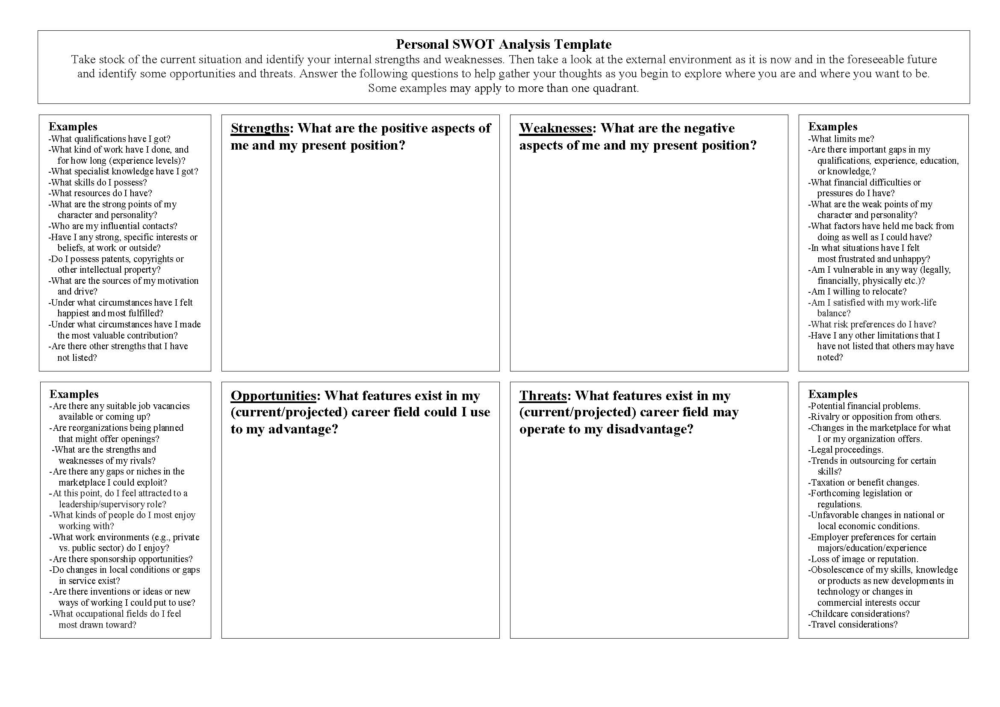 Personal SWOT Analysis Template
Take stock of the current situation and identify your internal strengths and weaknesses. Then take a look at the external environment as it is now and in the foreseeable future
and identify some opportunities and threats. Answer the following questions to help gather your thoughts as you begin to explore where you are and where you want to be.
Some examples may apply to more than one quadrant.
Examples
-What qualifications have I got?
-What kind of work have I done, and
for how long (experience levels)?
-What specialist knowledge have I got?
-What skills do I possess?
-What resources do I have?
-What are the strong points of my
character and personality?
-Who are my influential contacts?
-Have I any strong, specific interests or
beliefs, at work or outside?
-Do I possess patents, copyrights or
other intellectual property?
-What are the sources of my motivation
and drive?
-Under what circumstances have I felt
happiest and most fulfilled?
-Under what circumstances have I made
the most valuable contribution?
-Are there other strengths that I have
not listed?
Strengths: What are the positive aspects of
me and my present position?
Weaknesses: What are the negative
aspects of me and my present position?
Examples
-What limits me?
-Are there important gaps in my
qualifications, experience, education,
or knowledge,?
-What financial difficulties or
pressures do I have?
-What are the weak points of my
character and personality?
-What factors have held me back from
doing as well as I could have?
-In what situations have I felt
most frustrated and unhappy?
-Am I vulnerable in any way (legally,
financially, physically etc.)?
-Am I willing to relocate?
-Am I satisfied with my work-life
balance?
-What risk preferences do I have?
-Have I any other limitations that I
have not listed that others may have
noted?
Examples
-Are there any suitable job vacancies
available or coming up?
-Are reorganizations being planned
that might offer openings?
-What are the strengths and
weaknesses of my rivals?
-Are there any gaps or niches in the
marketplace I could exploit?
-At this point, do I feel attracted to a
leadership/supervisory role?
-What kinds of people do I most enjoy
working with?
-What work environments (e.g., private
vs. public sector) do I enjoy?
-Are there sponsorship opportunities?
-Do changes in local conditions or gaps
in service exist?
-Are there inventions or ideas or new
ways of working I could put to use?
-What occupational fields do I feel
most drawn toward?
Opportunities: What features exist in my
(current/projected) career field could I use
to my advantage?
Threats: What features exist in my
(current/projected) career field may
operate to my disadvantage?
Examples
-Potential financial problems.
-Rivalry or opposition from others.
-Changes in the marketplace for what
I or my organization offers.
-Legal proceedings.
-Trends in outsourcing for certain
skills?
-Taxation or benefit changes.
-Forthcoming legislation or
regulations.
-Unfavorable changes in national or
local economic conditions.
-Employer preferences for certain
majors/education/experience
-Loss of image or reputation.
-Obsolescence of my skills, knowledge
or products as new developments in
technology or changes in
commercial interests occur
-Childcare considerations?
-Travel considerations?